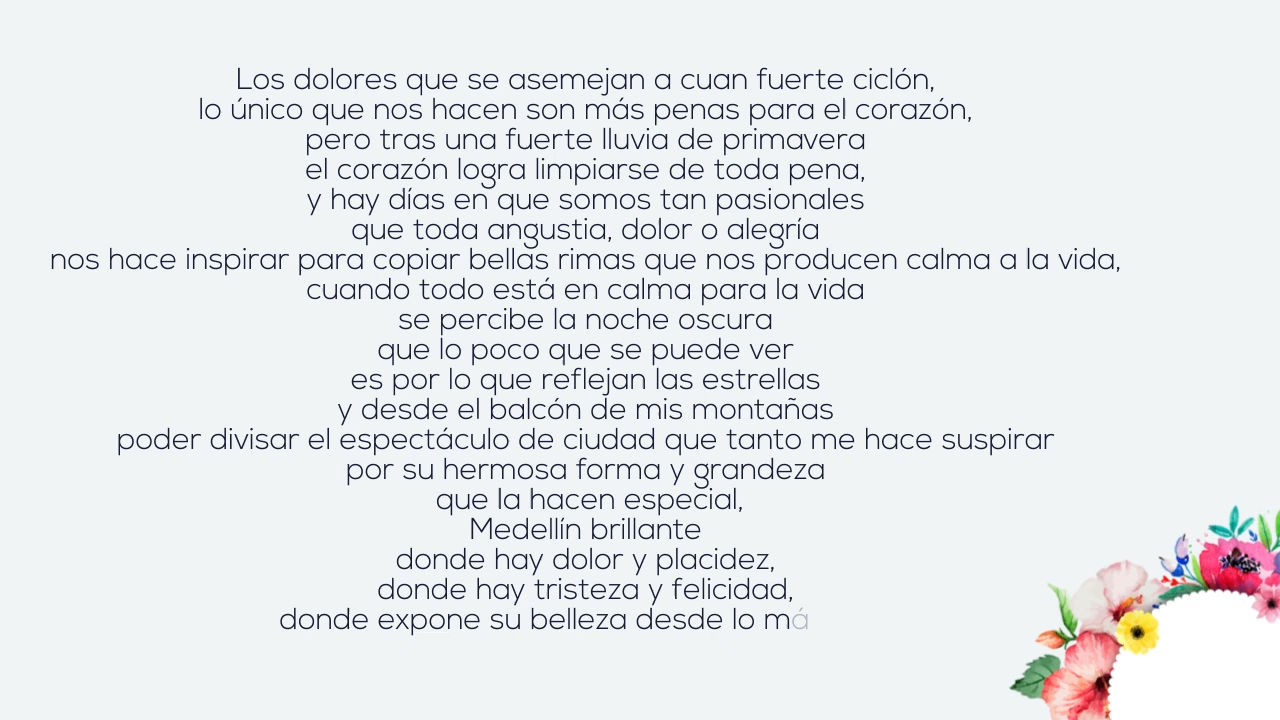 Los dolores que se asemejan a cuan fuerte ciclón,
lo único que nos hacen son más penas para el corazón,
pero tras una fuerte lluvia de primavera
el corazón logra limpiarse de toda pena,
y hay días en que somos tan pasionales
que toda angustia, dolor o alegría
nos hace inspirar para copiar bellas rimas que nos producen calma a la vida,
cuando todo está en calma para la vida
se percibe la noche oscura
que lo poco que se puede ver
es por lo que reflejan las estrellas
y desde el balcón de mis montañas
poder divisar el espectáculo de ciudad que tanto me hace suspirar
por su hermosa forma y grandeza
que la hacen especial,
Medellín brillante
donde hay dolor y placidez,
donde hay tristeza y felicidad,
donde expone su belleza desde lo má